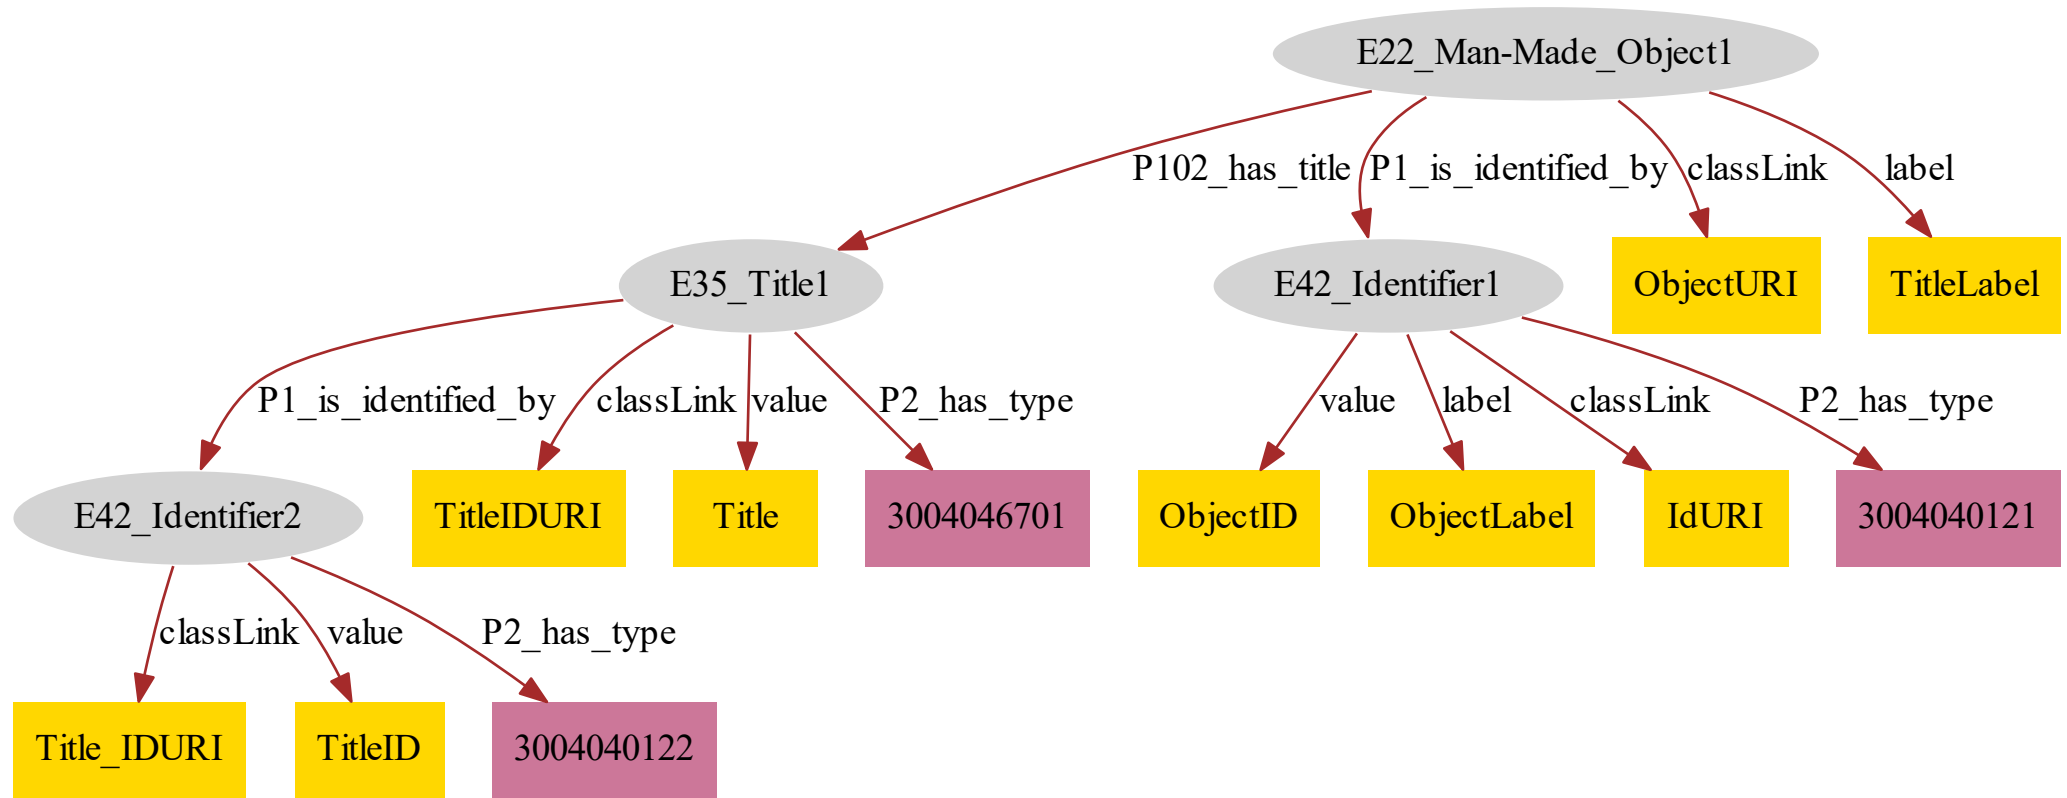 E22_Man-Made_Object1
P102_has_title
P1_is_identified_by
classLink
label
E35_Title1
E42_Identifier1
ObjectURI
TitleLabel
P1_is_identified_by
classLink
value
P2_has_type
value
label
classLink
P2_has_type
E42_Identifier2
TitleIDURI
Title
3004046701
ObjectID
ObjectLabel
IdURI
3004040121
classLink
value
P2_has_type
Title_IDURI
TitleID
3004040122